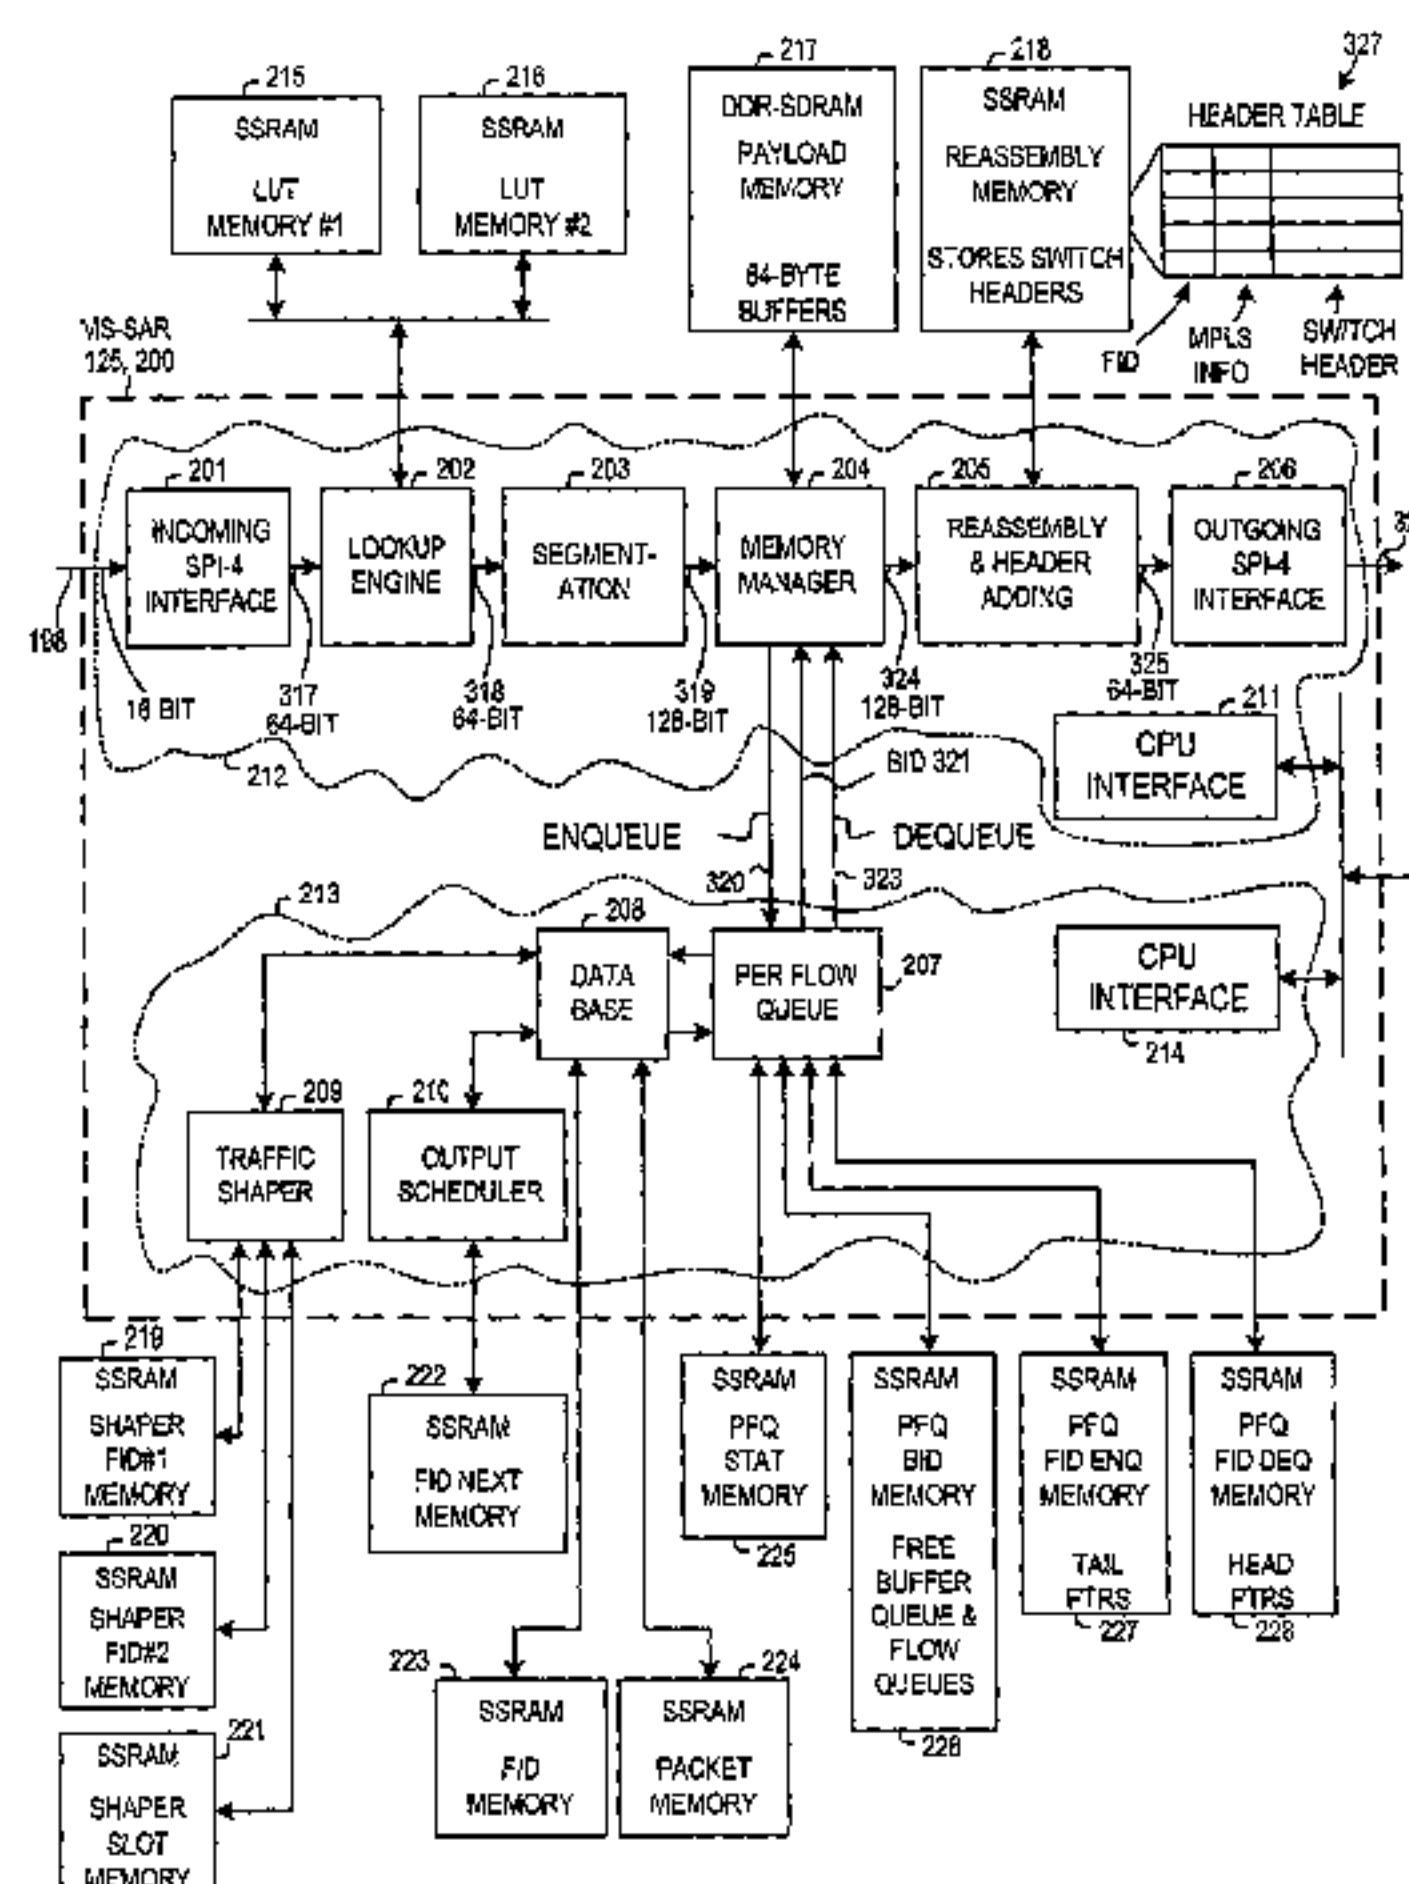 215
SSRAM
LUT
MEMORY #1
216
SSRAM
LUT
MEMORY #2
217
DDR-SDRAM
PAYLOAD
MEMORY
64-BYTE
BUFFERS
218
SSRAM
REASSEMBLY
MEMORY
STORES SWITCH
HEADERS
327
HEADER TABLE
FID
MPLS
INFO
SWITCH
HEADER
MS-SAR
125, 200
201
INCOMING
SPI-4
INTERFACE
202
LOOKUP
ENGINE
203
SEGMENT-
ATION
204
MEMORY
MANAGER
205
REASSEMBLY
& HEADER
ADDING
206
OUTGOING
SPI-4
INTERFACE
198
16 BIT
317
64-BIT
318
64-BIT
319
128-BIT
324
128-BIT
325
64-BIT
211
CPU
INTERFACE
212
BID 321
ENQUEUE
DEQUEUE
320
323
213
208
DATA
BASE
PER FLOW
QUEUE
207
CPU
INTERFACE
214
209
TRAFFIC
SHAPER
210
OUTPUT
SCHEDULER
219
SSRAM
SHAPER
FID#1
MEMORY
220
SSRAM
SHAPER
FID#2
MEMORY
221
SSRAM
SHAPER
SLOT
MEMORY
222
SSRAM
FID NEXT
MEMORY
223
SSRAM
FID
MEMORY
224
SSRAM
PACKET
MEMORY
SSRAM
PFQ
STAT
MEMORY
225
SSRAM
PFQ
BID
MEMORY
FREE
BUFFER
QUEUE &
FLOW
QUEUES
226
SSRAM
PFQ
FID ENQ
MEMORY
TAIL
PTRS
227
SSRAM
PFQ
FID DEQ
MEMORY
HEAD
PTRS
228